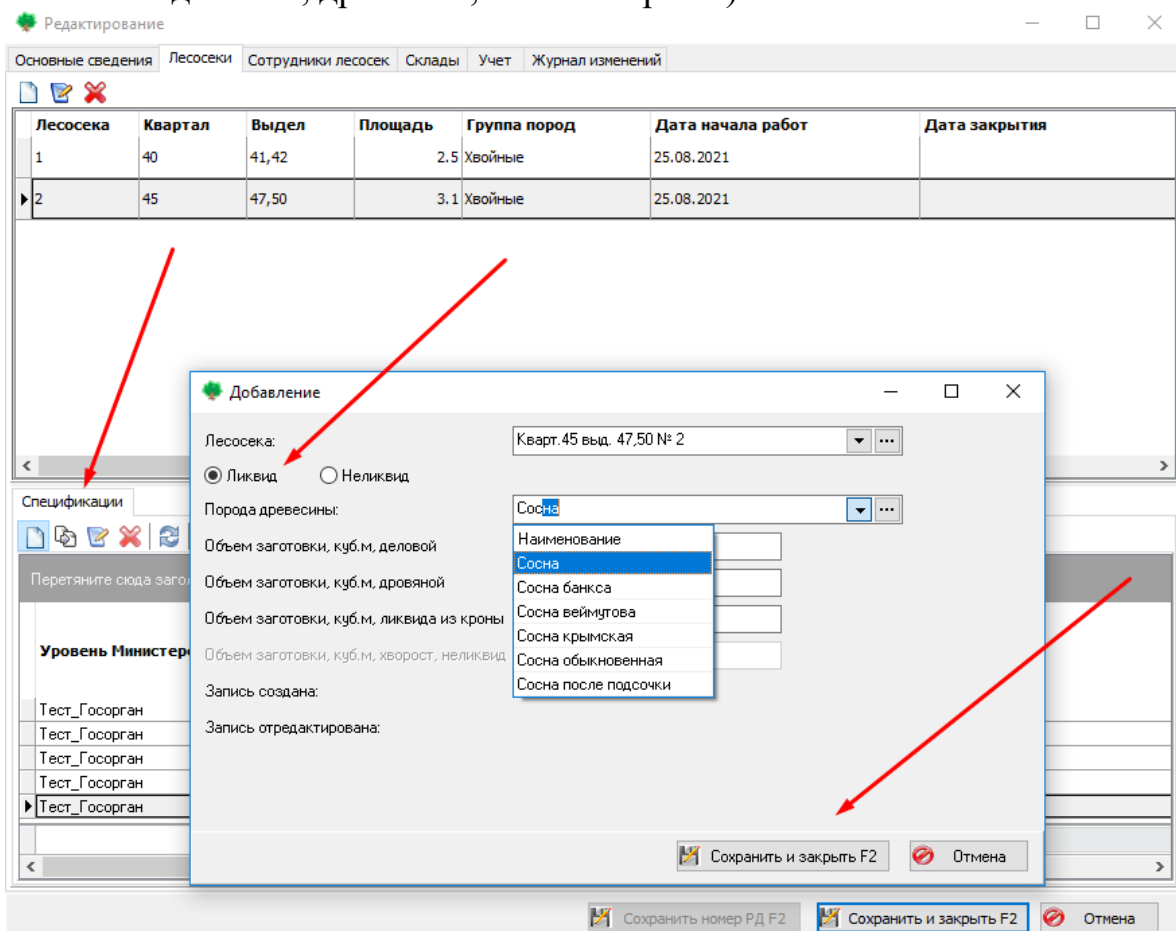 Редактирование
Основные сведения Лесосеки Сотрудники лесосек Склады Учет Журнал изменений
Лесосека Квартал Выдел Площадь Группа пород Дата начала работ Дата закрытия
1 40 41,42 2.5 Хвойные 25.08.2021
2 45 47,50 3.1 Хвойные 25.08.2021
Добавление
Лесосека: Кварт.45 выд. 47,50 № 2
Ликвид Неликвид
Порода древесины: Сосна
Наименование
Сосна
Сосна банкса
Сосна веймутова
Сосна крымская
Сосна обыкновенная
Сосна после подсочки
Объем заготовки, куб.м, деловой
Объем заготовки, куб.м, дровяной
Объем заготовки, куб.м, ликвида из кроны
Объем заготовки, куб.м, хворост, неликвид
Запись создана:
Запись отредактирована:
Сохранить и закрыть F2 Отмена
Спецификации
Перетяните сюда заго
Уровень Министер
Тест_Госорган
Тест_Госорган
Тест_Госорган
Тест_Госорган
Тест_Госорган
Сохранить номер РД F2 Сохранить и закрыть F2 Отмена